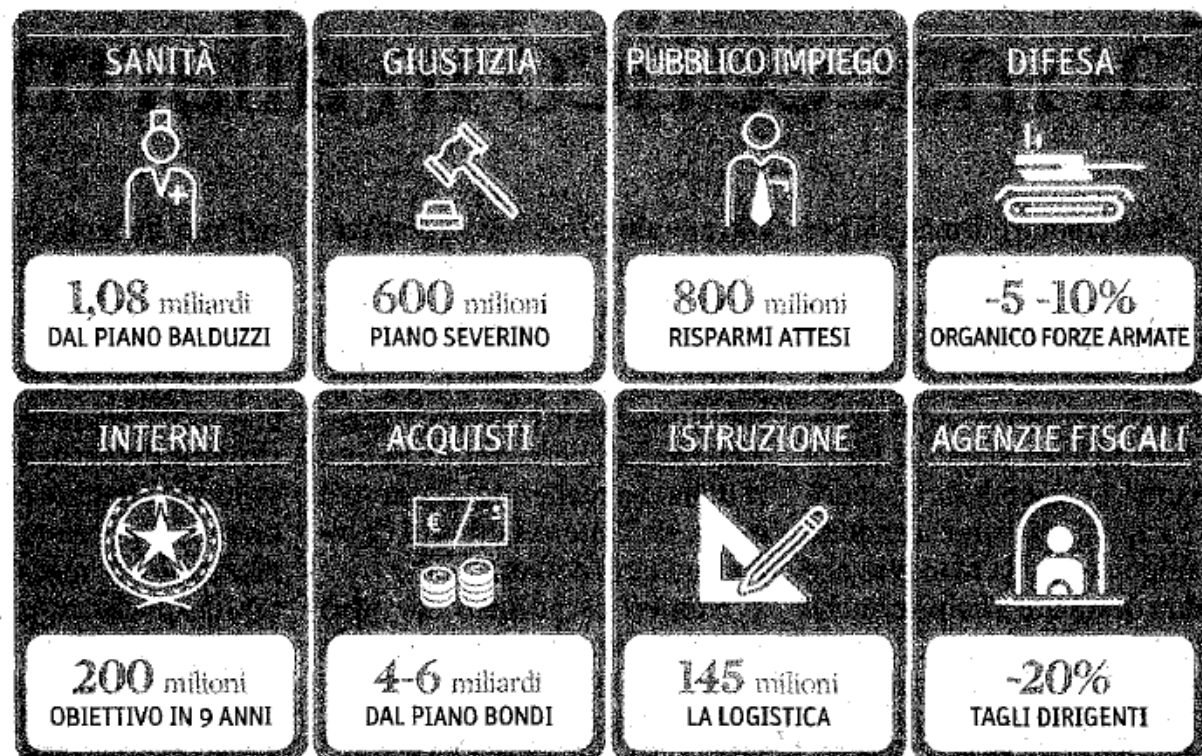 SANITÀ
1,08 miliardi
DAL PIANO BALDUZZI
GIUSTIZIA
600 milioni
PIANO SEVERINO
PUBBLICO IMPIEGO
800 milioni
RISPARMI ATTESI
DIFESA
-5 -10%
ORGANICO FORZE ARMATE
INTERNI
200 milioni
OBIETTIVO IN 9 ANNI
ACQUISTI
€
4-6 miliardi
DAL PIANO BONDI
ISTRUZIONE
145 milioni
LA LOGISTICA
AGENZIE FISCALI
-20%
TAGLI DIRIGENTI